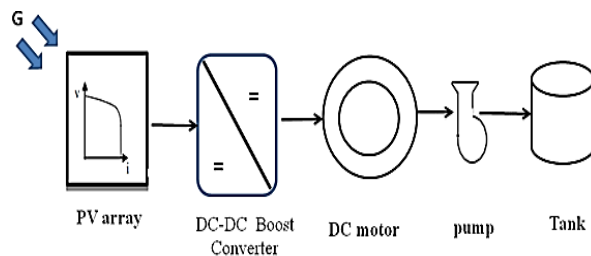 G
v
i
=
=
PV array
DC-DC Boost
Converter
DC motor
pump
Tank